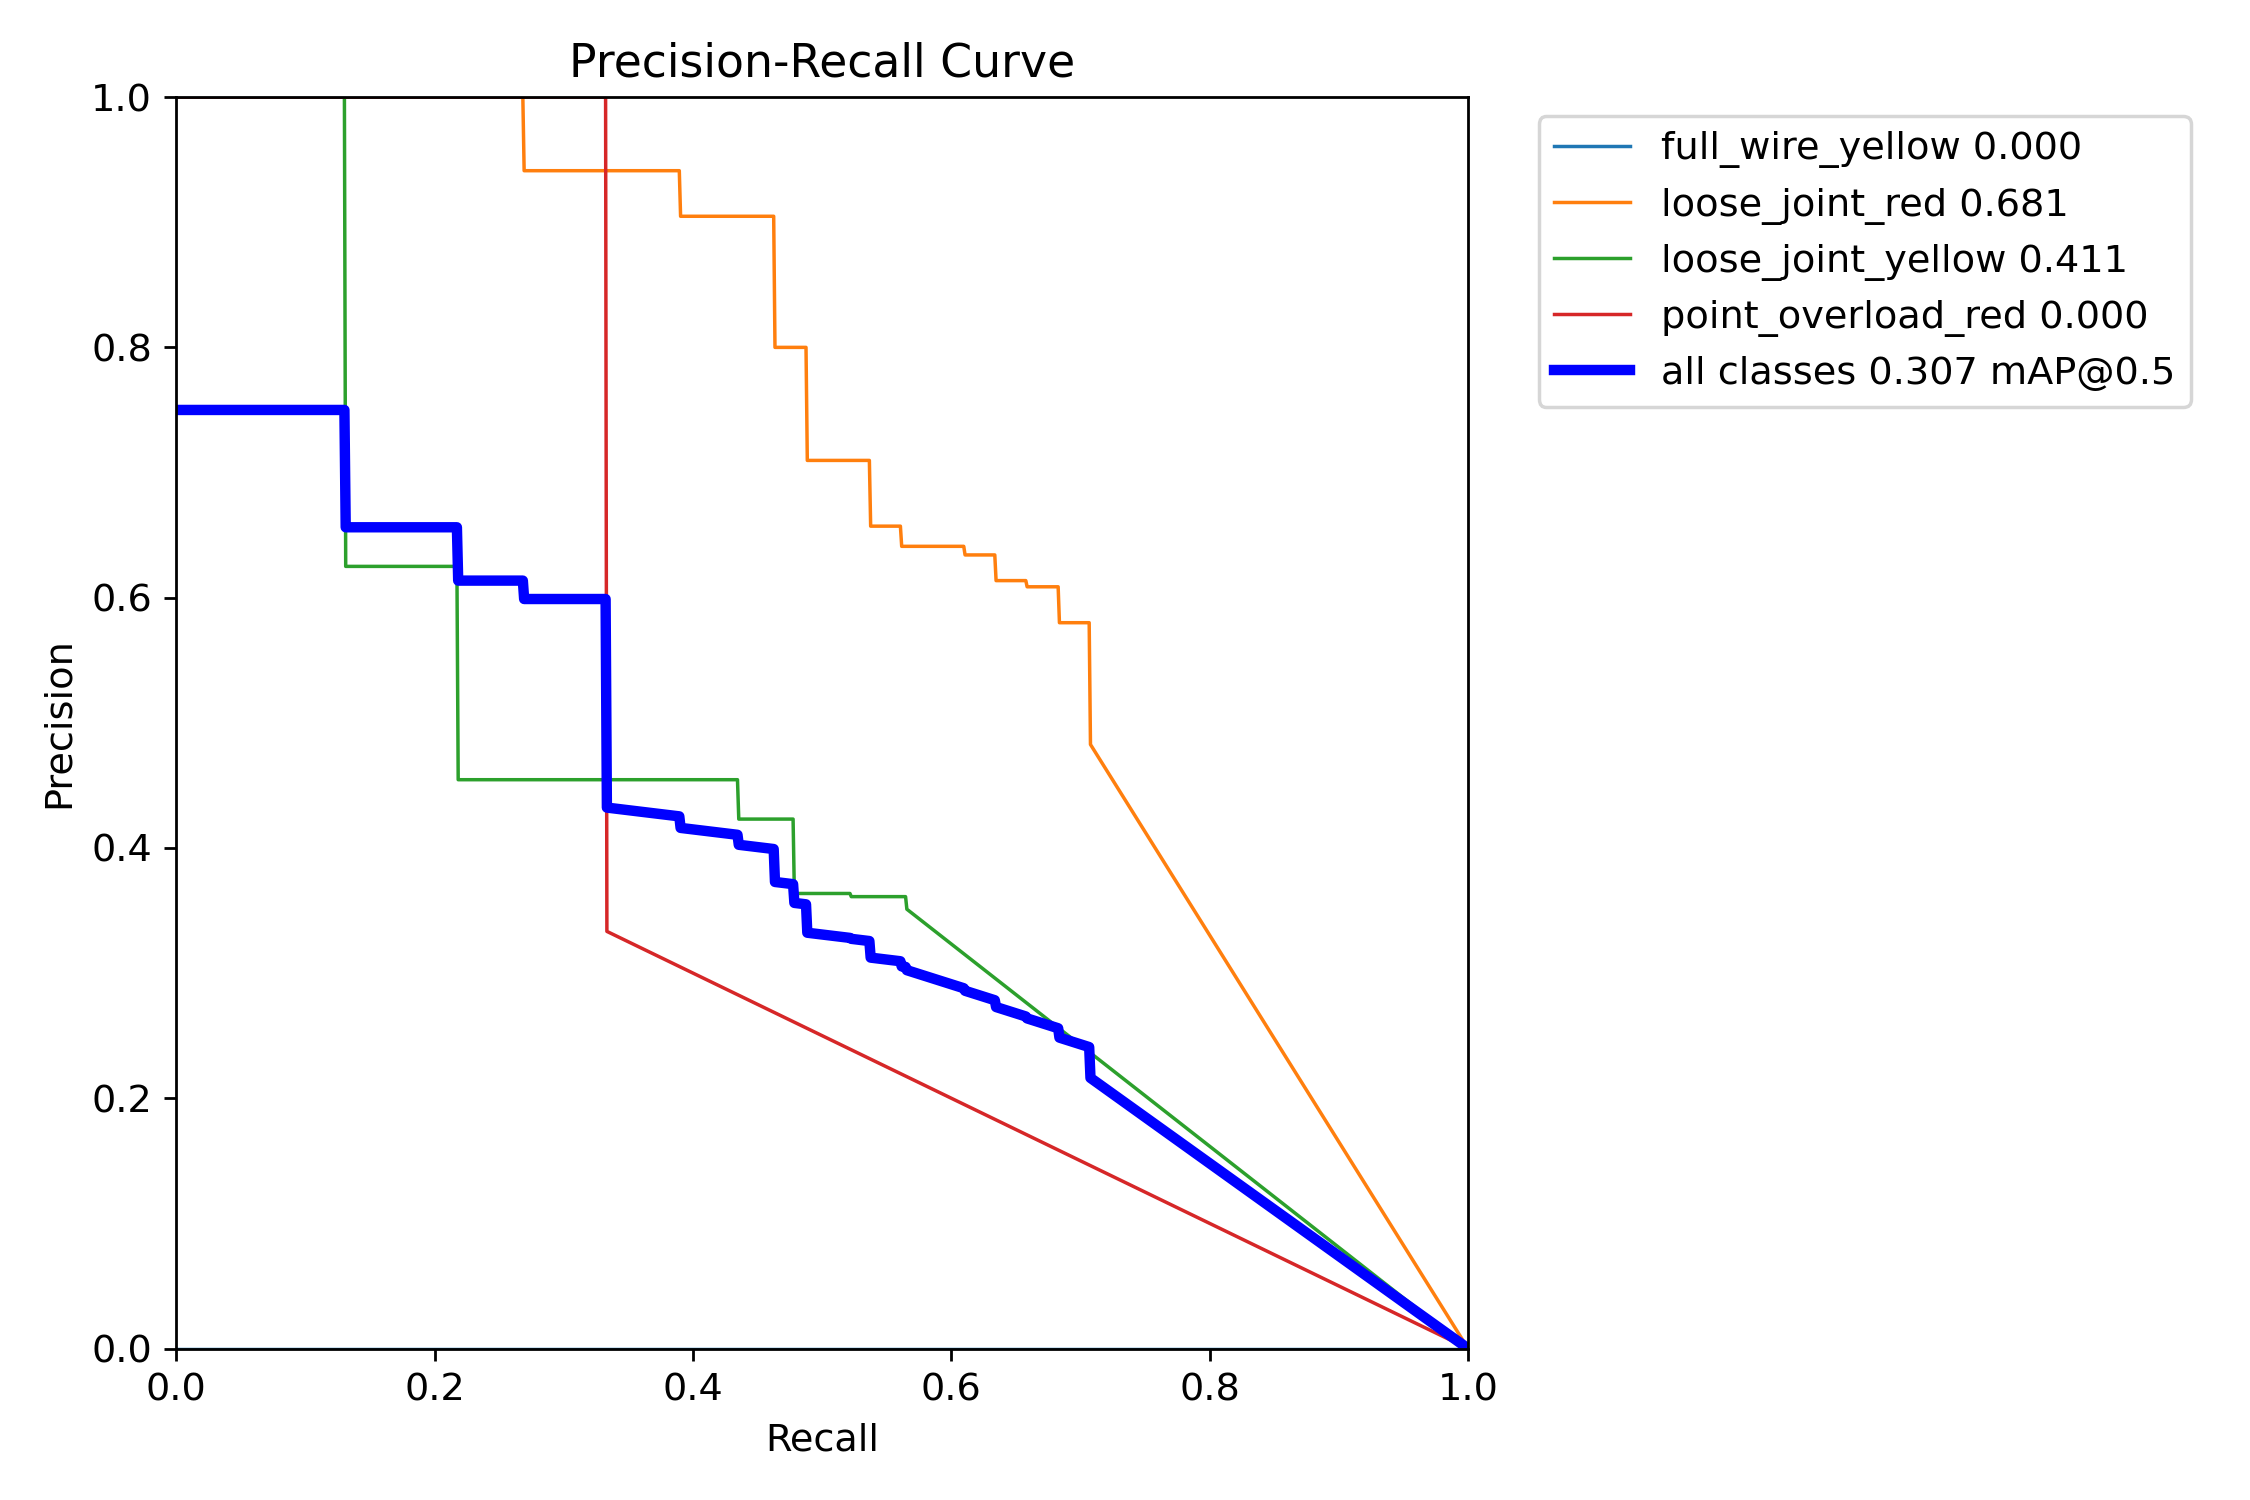 Precision-Recall Curve
1.0
0.8
0.6
0.4
0.2
0.0
Precision
0.0 0.2 0.4 0.6 0.8 1.0
Recall
full_wire_yellow 0.000
loose_joint_red 0.681
loose_joint_yellow 0.411
point_overload_red 0.000
all classes 0.307 mAP@0.5